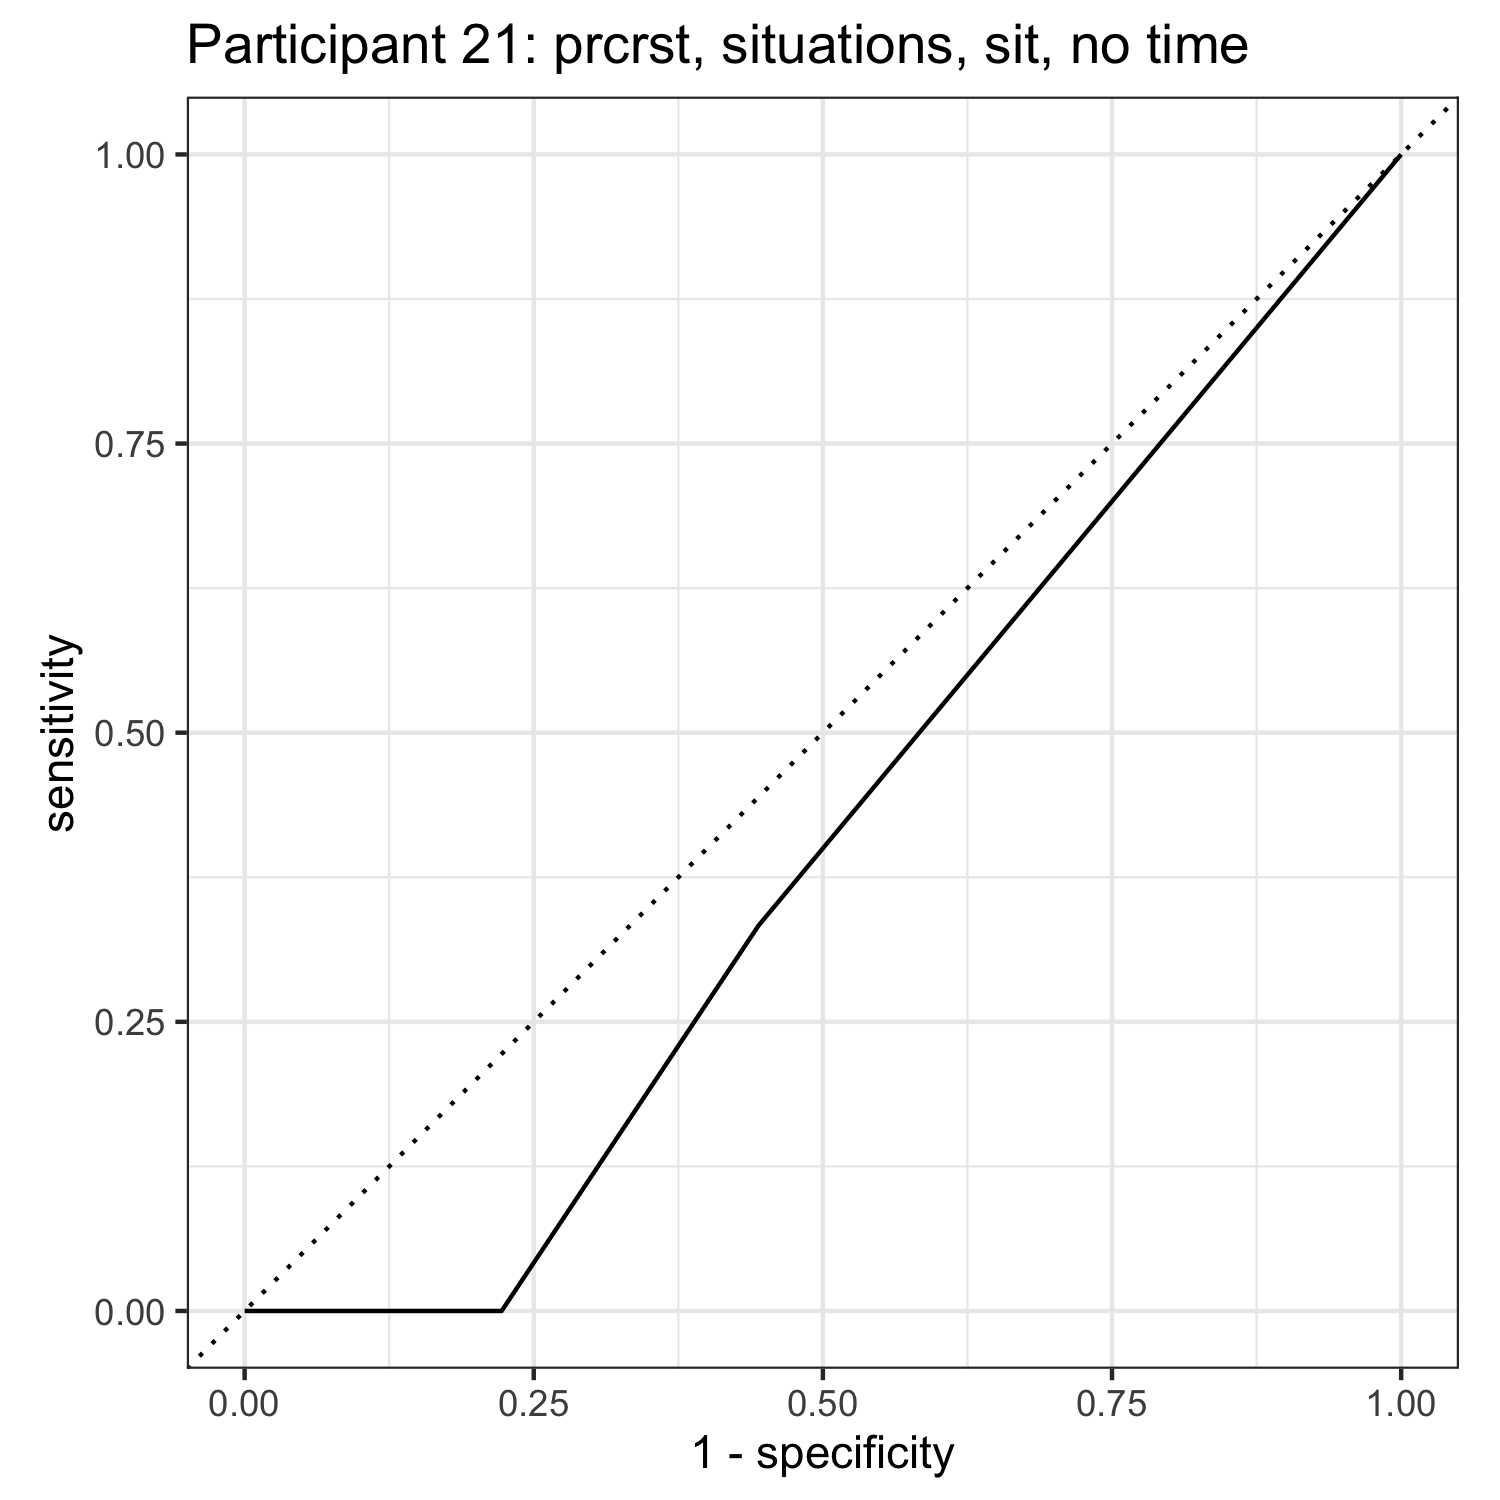 Participant 21: prcrst, situations, sit, no time
1.00
0.75
0.50
0.25
0.00
sensitivity
0.00 0.25 0.50 0.75 1.00
1 - specificity